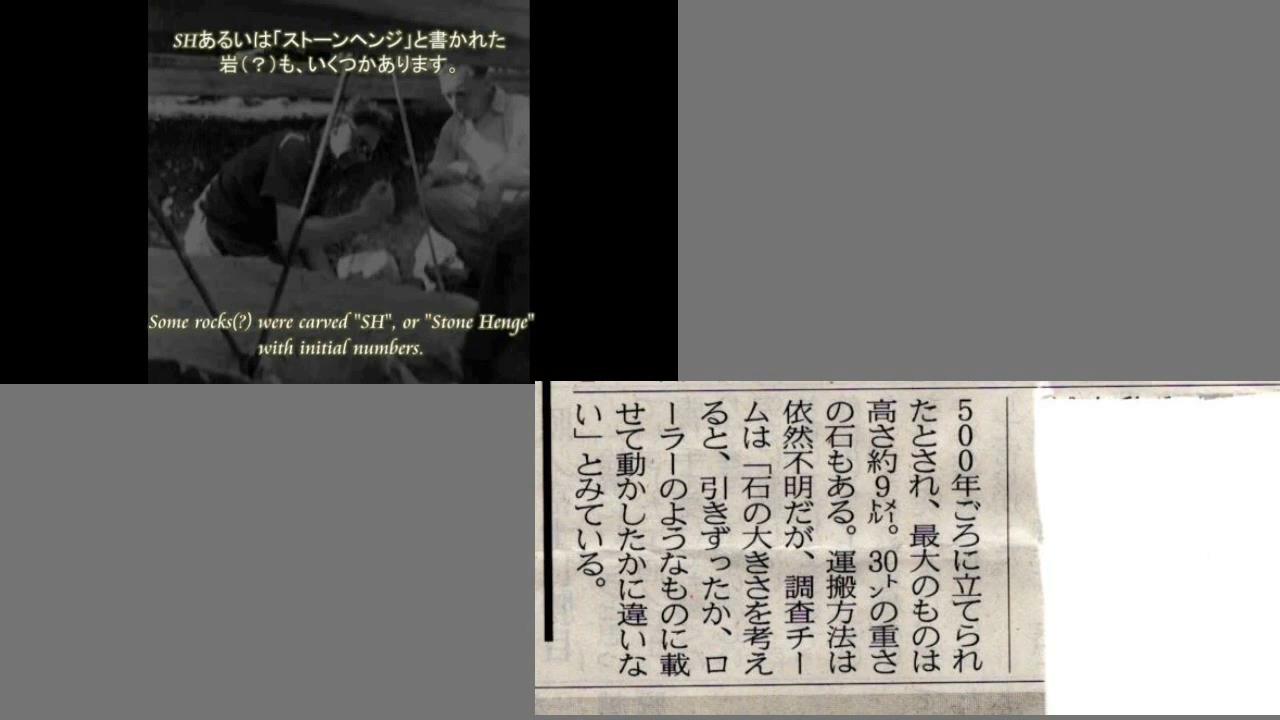 SHあるいは「ストーンヘンジ」と書かれた
岩(？)も、いくつかあります。
Some rocks(?) were carved "SH", or "Stone Henge"
with initial numbers.
５００年ごろに立てられ
たとされ、最大のものは
高さ約９㍍。30㌧の重さ
の石もある。運搬方法は
依然不明だが、調査チー
ムは「石の大きさを考え
ると、引きずったか、ロ
ーラーのようなものに載
せて動かしたかに違いな
い」とみている。